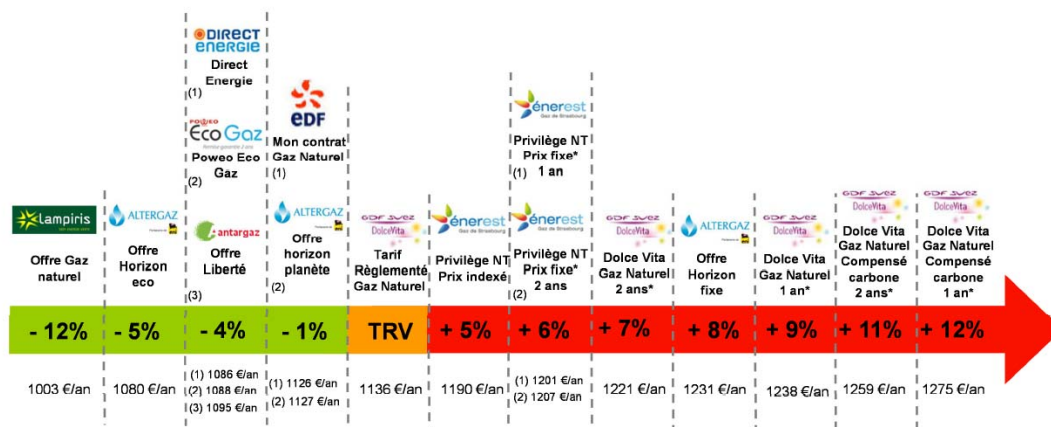 DIRECT
ENERGIE
Direct
Energie
(1)
POWEO
EcoGaz
Poweo Eco
Gaz
(2)
antargaz
Offre
Liberté
(3)
eDF
Mon contrat
Gaz Naturel
(1)
ALTERGAZ
Offre
horizon
planète
(2)
énerest
Gaz de Strasbourg
Privilège NT
Prix fixe*
1 an
(1)
énerest
Gaz de Strasbourg
Privilège NT
Prix fixe*
2 ans
(2)
Lampiris
Offre Gaz
naturel
ALTERGAZ
Offre
Horizon
eco
GDF SUEZ
DolceVita
Tarif
Règlementé
Gaz Naturel
énerest
Gaz de Strasbourg
Privilège NT
Prix indexé
GDF SUEZ
DolceVita
Dolce Vita
Gaz Naturel
2 ans*
ALTERGAZ
Offre
Horizon
fixe
GDF SUEZ
DolceVita
Dolce Vita
Gaz Naturel
1 an*
GDF SUEZ
DolceVita
Dolce Vita
Gaz Naturel
Compensé
carbone
2 ans*
GDF SUEZ
DolceVita
Dolce Vita
Gaz Naturel
Compensé
carbone
1 an*
- 12% - 5% - 4% - 1% TRV + 5% + 6% + 7% + 8% + 9% + 11% + 12%
1003 €/an
1080 €/an
(1) 1086 €/an
(2) 1088 €/an
(3) 1095 €/an
(1) 1126 €/an
(2) 1127 €/an
1136 €/an
1190 €/an
(1) 1201 €/an
(2) 1207 €/an
1221 €/an
1231 €/an
1238 €/an
1259 €/an
1275 €/an